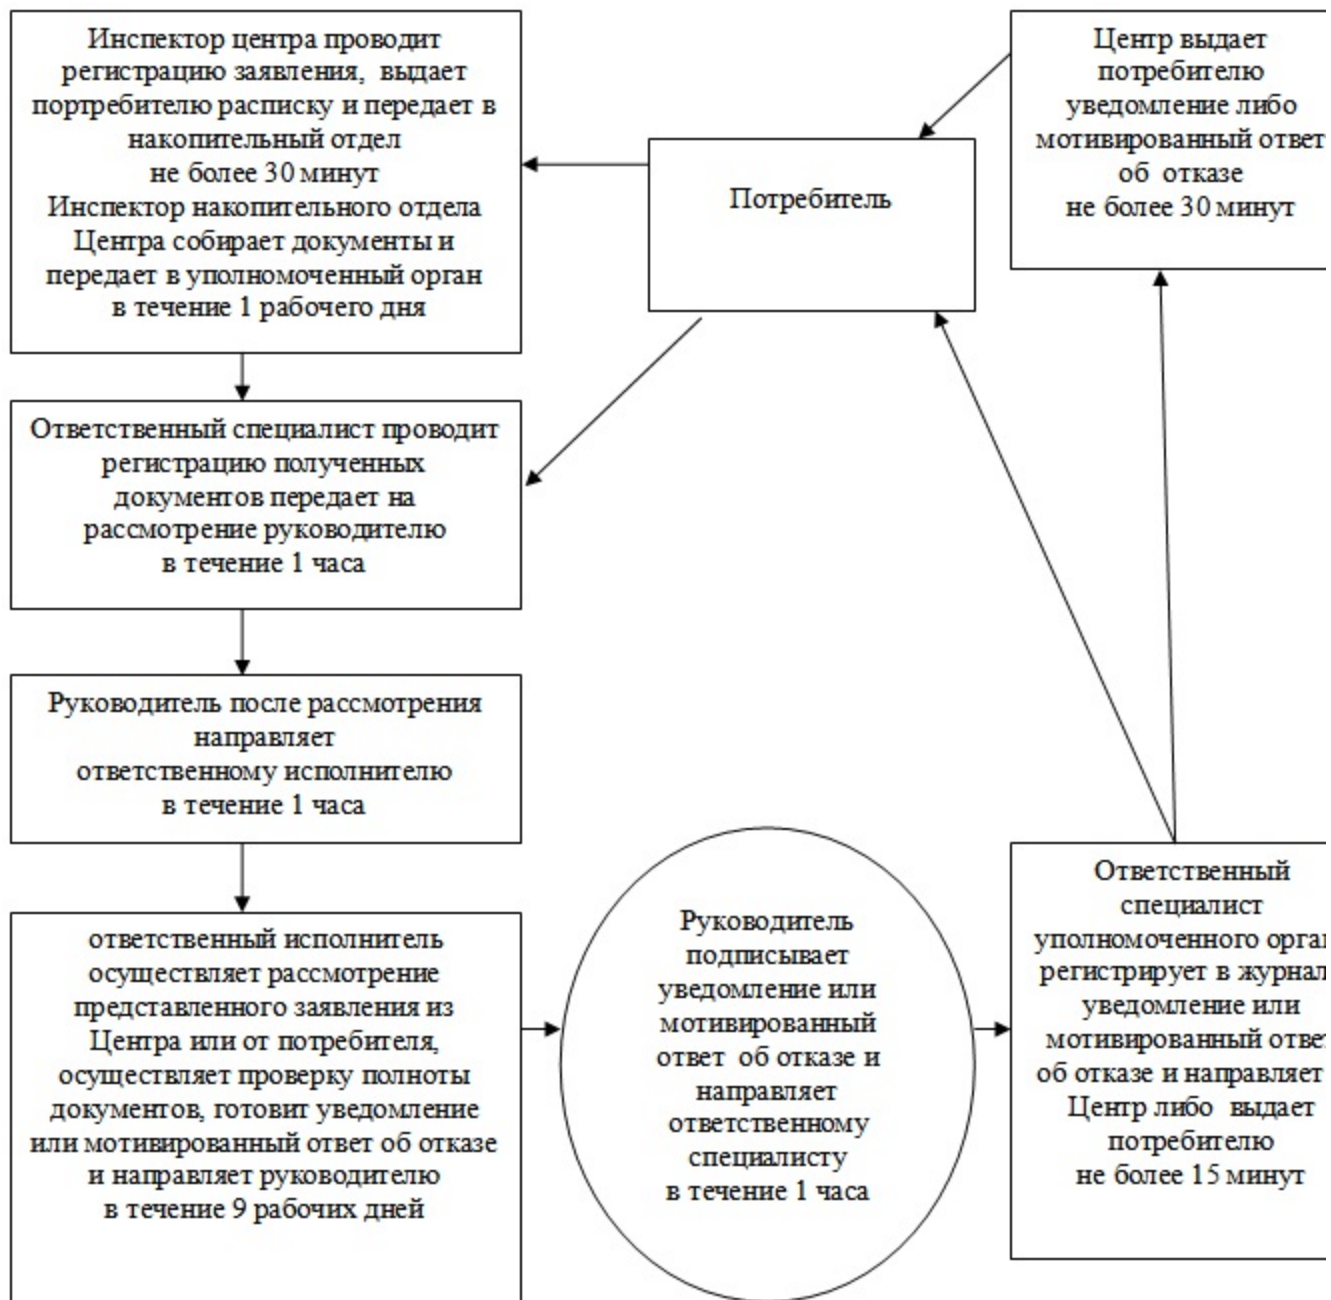 Инспектор центра проводит
регистрацию заявления, выдает
портребителю расписку и передает в
накопительный отдел
не более 30 минут
Инспектор накопительного отдела
Центра собирает документы и
передает в уполномоченный орган
в течение 1 рабочего дня
Потребитель
Центр выдает
потребителю
уведомление либо
мотивированный ответ
об отказе
не более 30 минут
Ответственный специалист проводит
регистрацию полученных
документов передает на
рассмотрение руководителю
в течение 1 часа
Руководитель после рассмотрения
направляет
ответственному исполнителю
в течение 1 часа
ответственный исполнитель
осуществляет рассмотрение
представленного заявления из
Центра или от потребителя,
осуществляет проверку полноты
документов, готовит уведомление
или мотивированный ответ об отказе
и направляет руководителю
в течение 9 рабочих дней
Руководитель
подписывает
уведомление или
мотивированный
ответ об отказе и
направляет
ответственному
специалисту
в течение 1 часа
Ответственный
специалист
уполномоченного орган
регистрирует в журнал
уведомление или
мотивированный ответ
об отказе и направляет
Центр либо выдает
потребителю
не более 15 минут